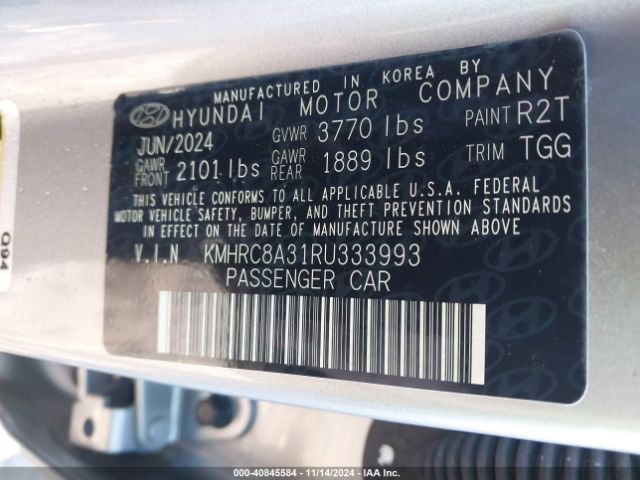 MANUFACTURED IN KOREA BY
HYUNDAI MOTOR COMPANY
JUN/2024 GVWR 3770 lbs PAINT R2T
GAWR FRONT 2101 lbs GAWR REAR 1889 lbs TRIM TGG
THIS VEHICLE CONFORMS TO ALL APPLICABLE U.S.A. FEDERAL
MOTOR VEHICLE SAFETY, BUMPER, AND THEFT PREVENTION STANDARDS
IN EFFECT ON THE DATE OF MANUFACTURE SHOWN ABOVE
V.I.N KMHRC8A31RU333993
PASSENGER CAR
Q94
000-40845584 | 11/14/2024 | IAA Inc.